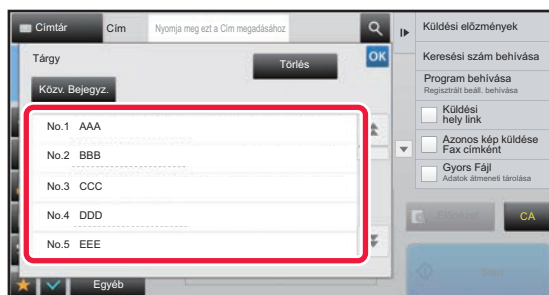 Címtár
Cím
Nyomja meg ezt a Cím megadásához
Tárgy
Törlés
OK
Közv. Bejegyz.
No.1 AAA
No.2 BBB
No.3 CCC
No.4 DDD
No.5 EEE
Egyéb
Küldési előzmények
Keresési szám behívása
Program behívása
Regisztrált beáll. behívása
Küldési
hely link
Azonos kép küldése
Fax címként
Gyors Fájl
Adatok átmeneti tárolása
CA